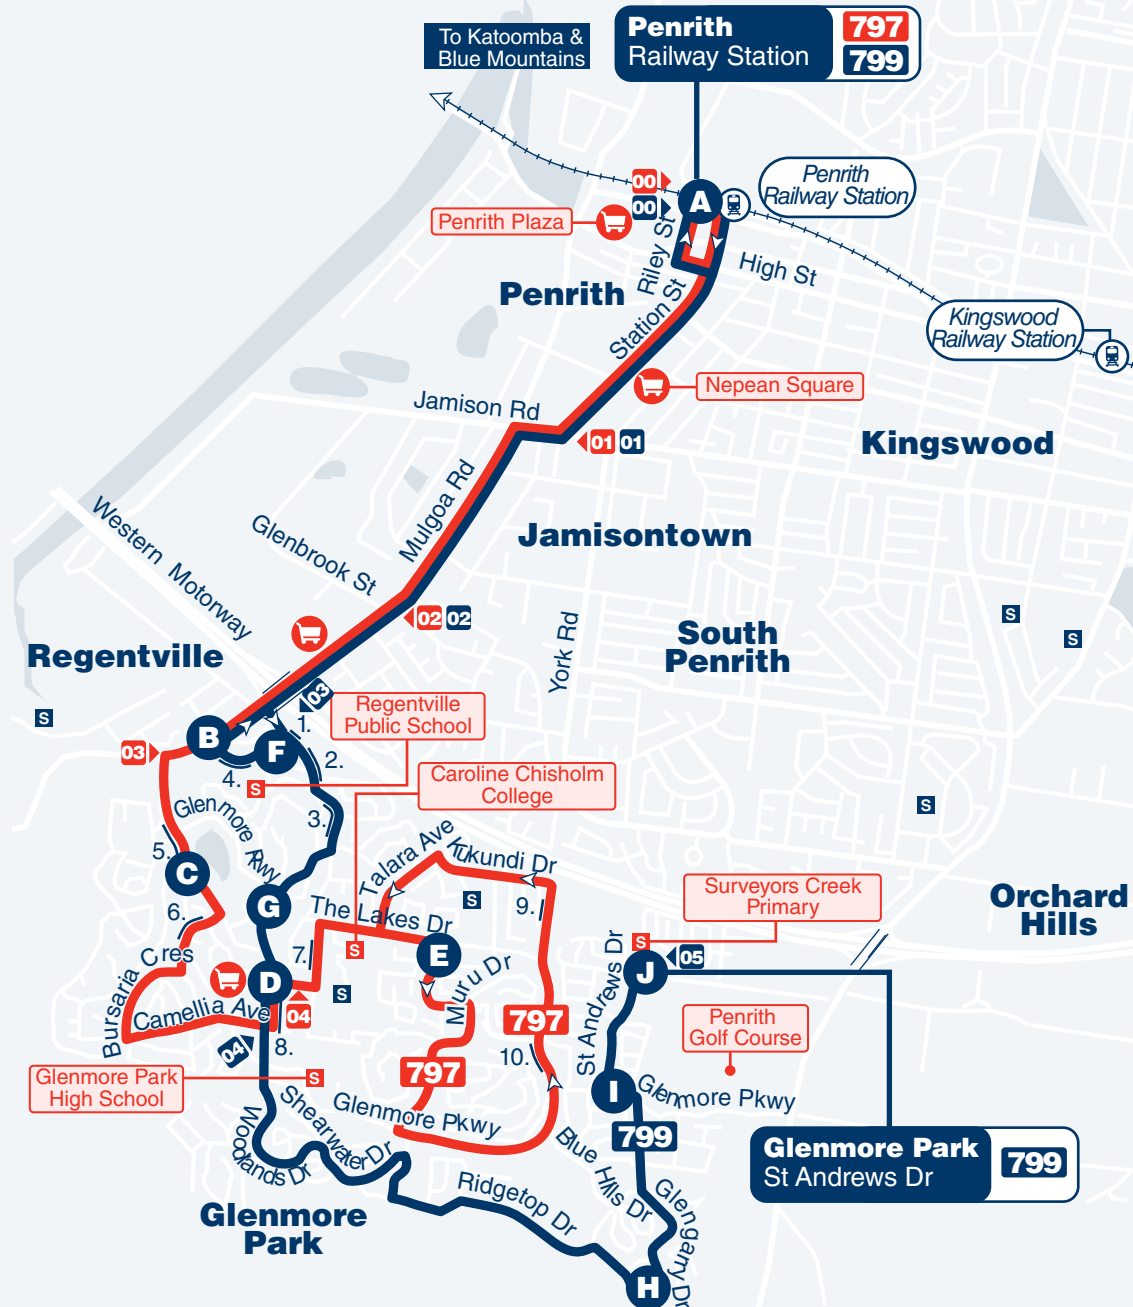 To Katoomba &
Blue Mountains
Penrith
Railway Station
797
799
00
00
A
Penrith
Railway Station
Penrith Plaza
Riley St
High St
Penrith
Station St
Kingswood
Railway Station
Nepean Square
Jamison Rd
01
01
Kingswood
Mulgoa Rd
Western Motorway
Glenbrook St
Jamisontown
02
02
York Rd
South
Penrith
S
S
Regentville
03
S
Regentville
Public School
1.
B
F
03
2.
4.
S
Caroline Chisholm
College
Glenmore Pkwy
3.
S
5.
C
Talara Ave
Kukundi Dr
6.
G
The Lakes Dr
S
9.
Surveyors Creek
Primary
Orchard
Hills
7.
S
E
St Andrews Dr
S
J
05
Bursaria Cres
D
S
Muru Dr
Camellia Ave
04
797
Penrith
Golf Course
04
8.
10.
Glenmore Park
High School
S
797
I
Glenmore Pkwy
Woodlands Dr
Shearwater Dr
Glenmore Pkwy
Blue Hills Dr
799
Glenmore Park
St Andrews Dr
799
Ridgetop Dr
Glengarry Dr
Glenmore
Park
H